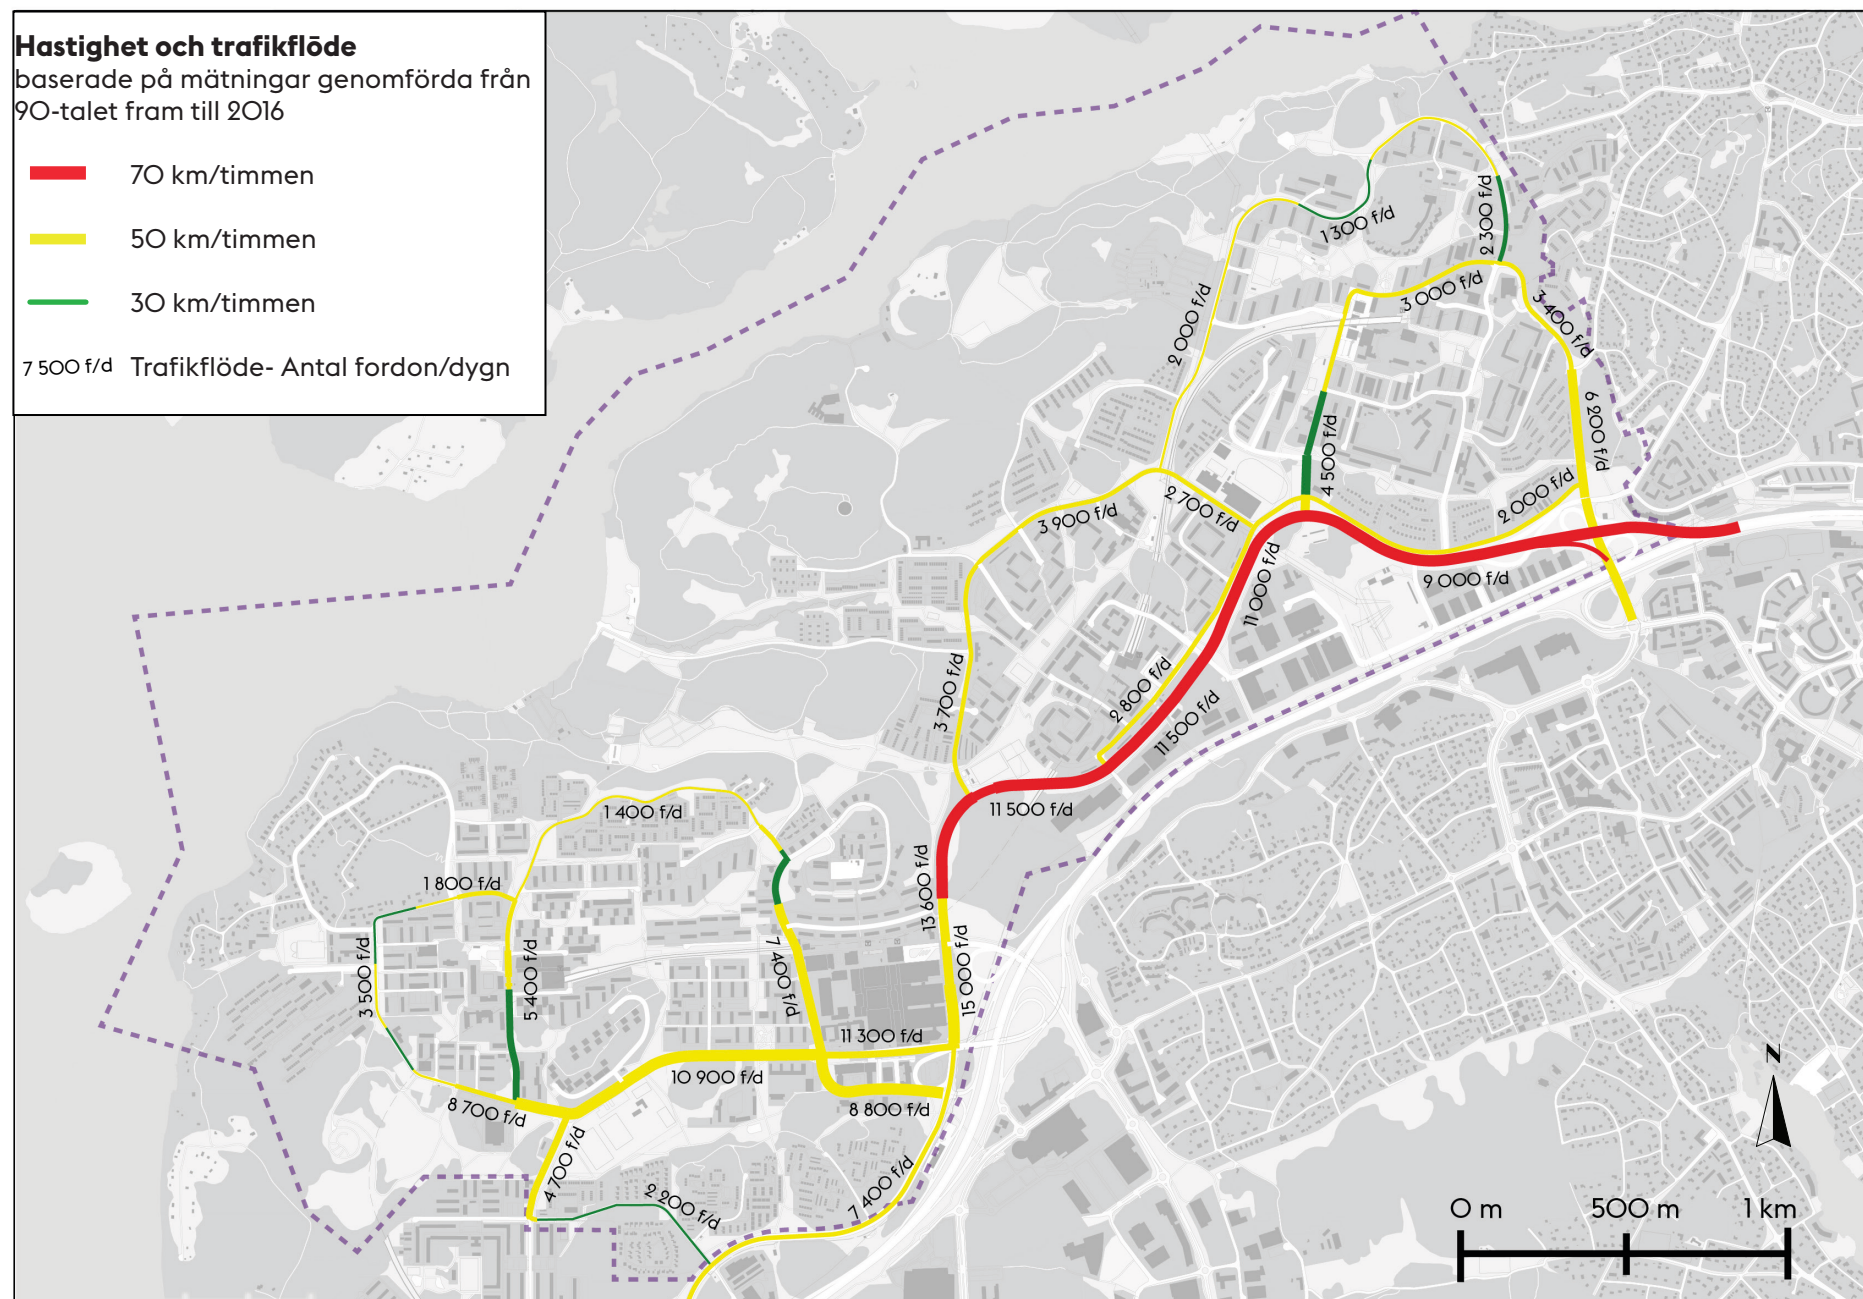 Hastighet och trafikflöde
baserade på mätningar genomförda från
90-talet fram till 2016
70 km/timmen
50 km/timmen
30 km/timmen
7 500 f/d Trafikflöde- Antal fordon/dygn
1 300 f/d
2 300 f/d
2 000 f/d
3 000 f/d
3 400 f/d
6 200 f/d
4 500 f/d
3 900 f/d
2 700 f/d
2 000 f/d
11 000 f/d
9 000 f/d
3 700 f/d
2 800 f/d
11 500 f/d
11 500 f/d
1 400 f/d
13 600 f/d
1 800 f/d
3 500 f/d
5 400 f/d
7 400 f/d
15 000 f/d
11 300 f/d
10 900 f/d
8 700 f/d
8 800 f/d
4 700 f/d
2 200 f/d
7 400 f/d
N
0 m 500 m 1 km